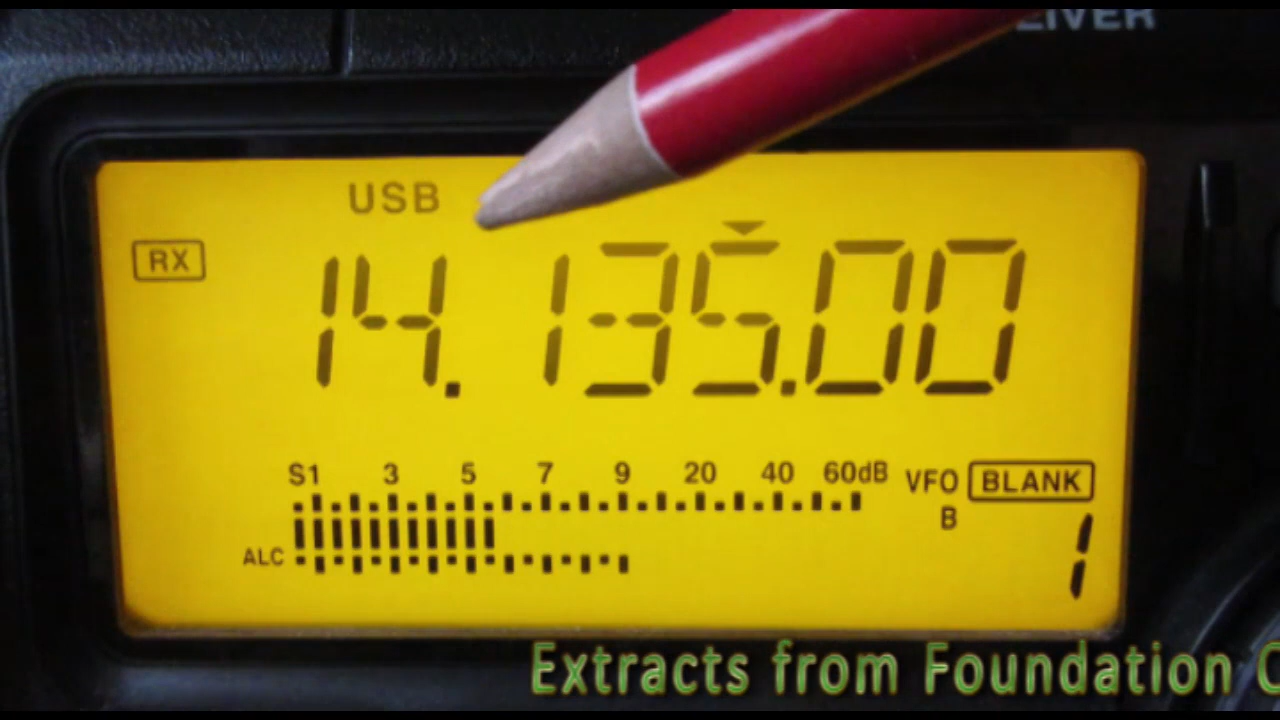 USB
RX
14.135.00
S1 3 5 7 9 20 40 60dB
VFO BLANK
B
1
ALC
Extracts from Foundation